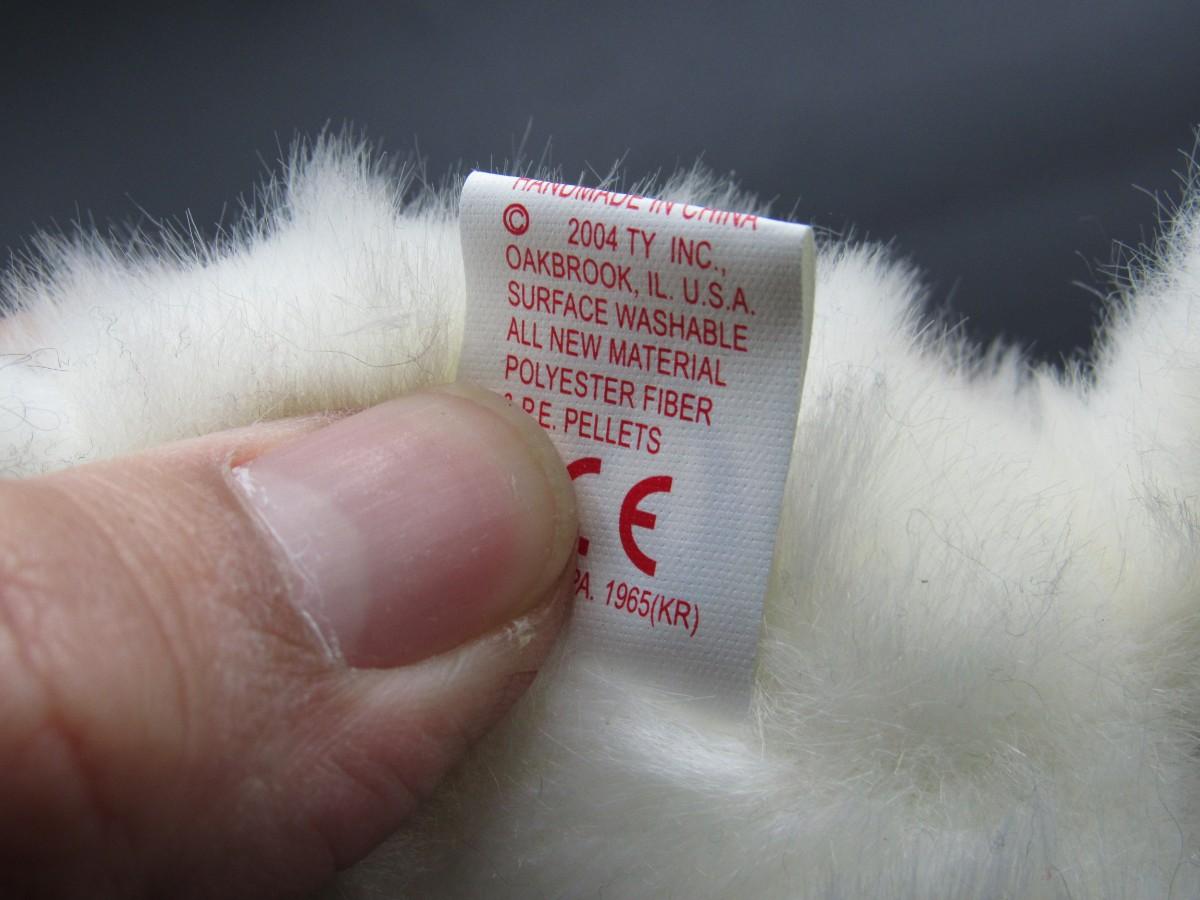 HANDMADE IN CHINA
© 2004 TY INC.,
OAKBROOK, IL. U.S.A.
SURFACE WASHABLE
ALL NEW MATERIAL
POLYESTER FIBER
& P.E. PELLETS
CE
PA. 1965(KR)